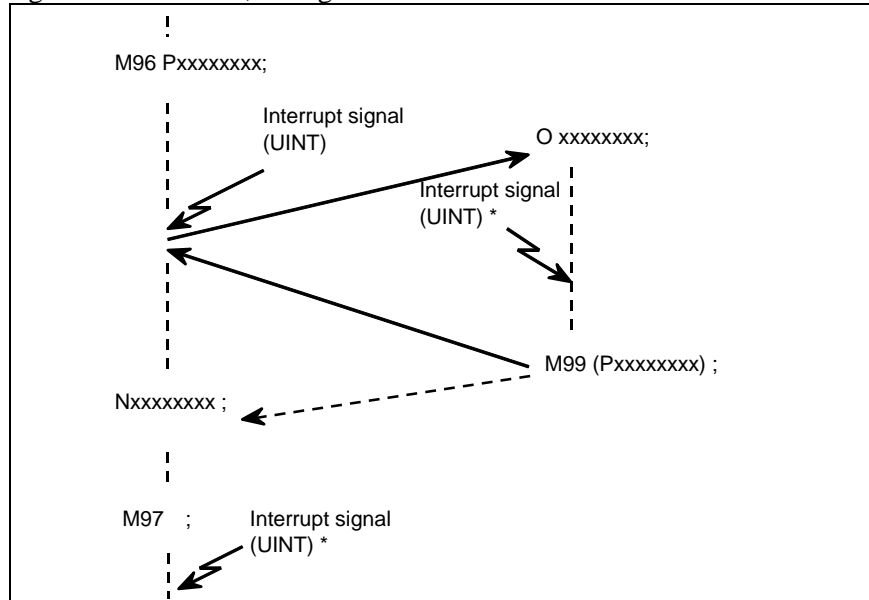 M96 Pxxxxxxxx;
Interrupt signal
(UINT)
O xxxxxxxx;
Interrupt signal
(UINT) *
M99 (Pxxxxxxxx) ;
Nxxxxxxxx ;
M97 ;
Interrupt signal
(UINT) *